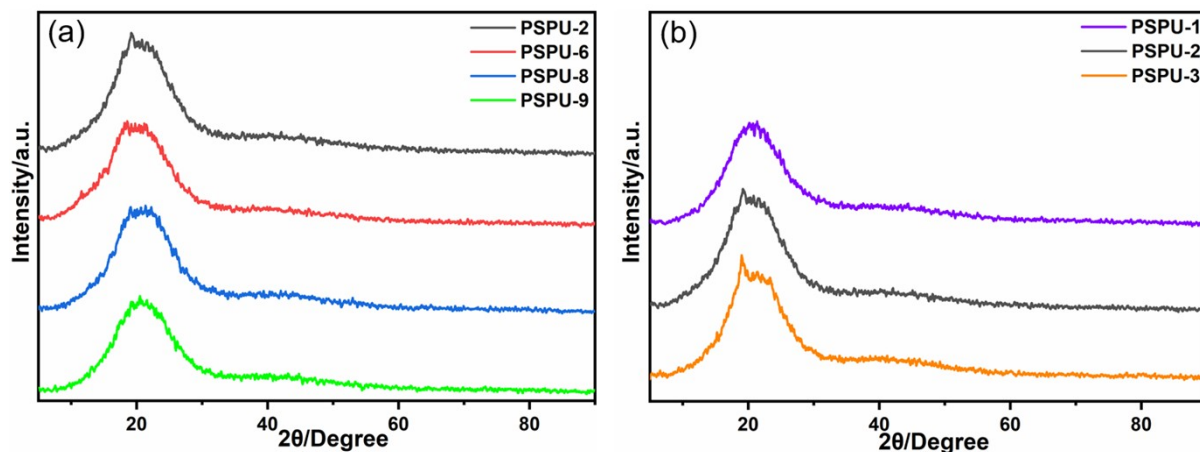 (a)
PSPU-2
PSPU-6
PSPU-8
PSPU-9
Intensity/a.u.
20
40
60
80
2θ/Degree
(b)
PSPU-1
PSPU-2
PSPU-3
Intensity/a.u.
20
40
60
80
2θ/Degree